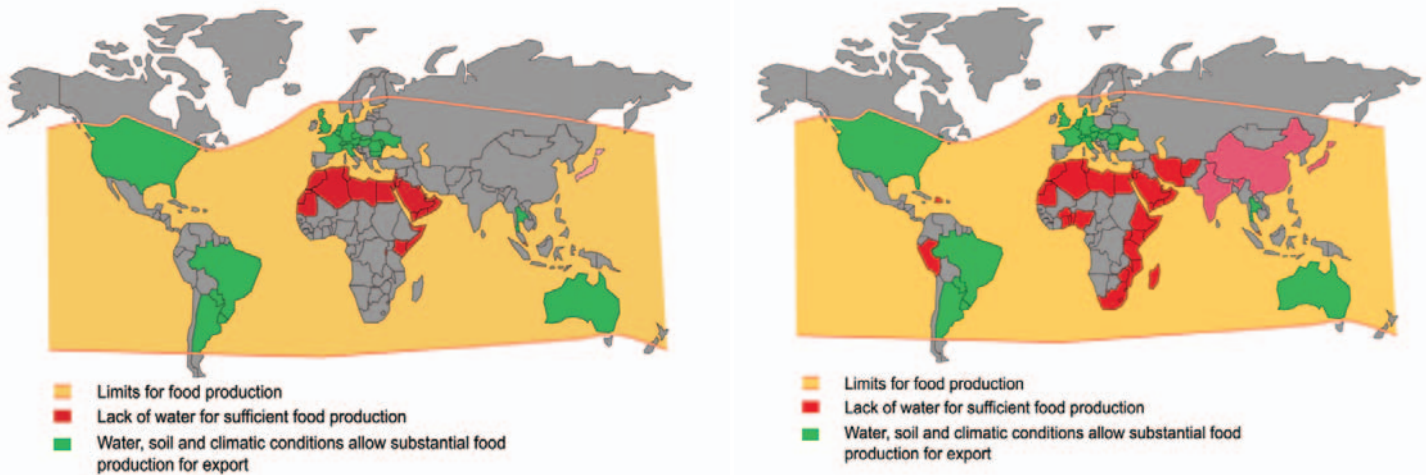 Limits for food production
Lack of water for sufficient food production
Water, soil and climatic conditions allow substantial food
production for export
Limits for food production
Lack of water for sufficient food production
Water, soil and climatic conditions allow substantial food
production for export